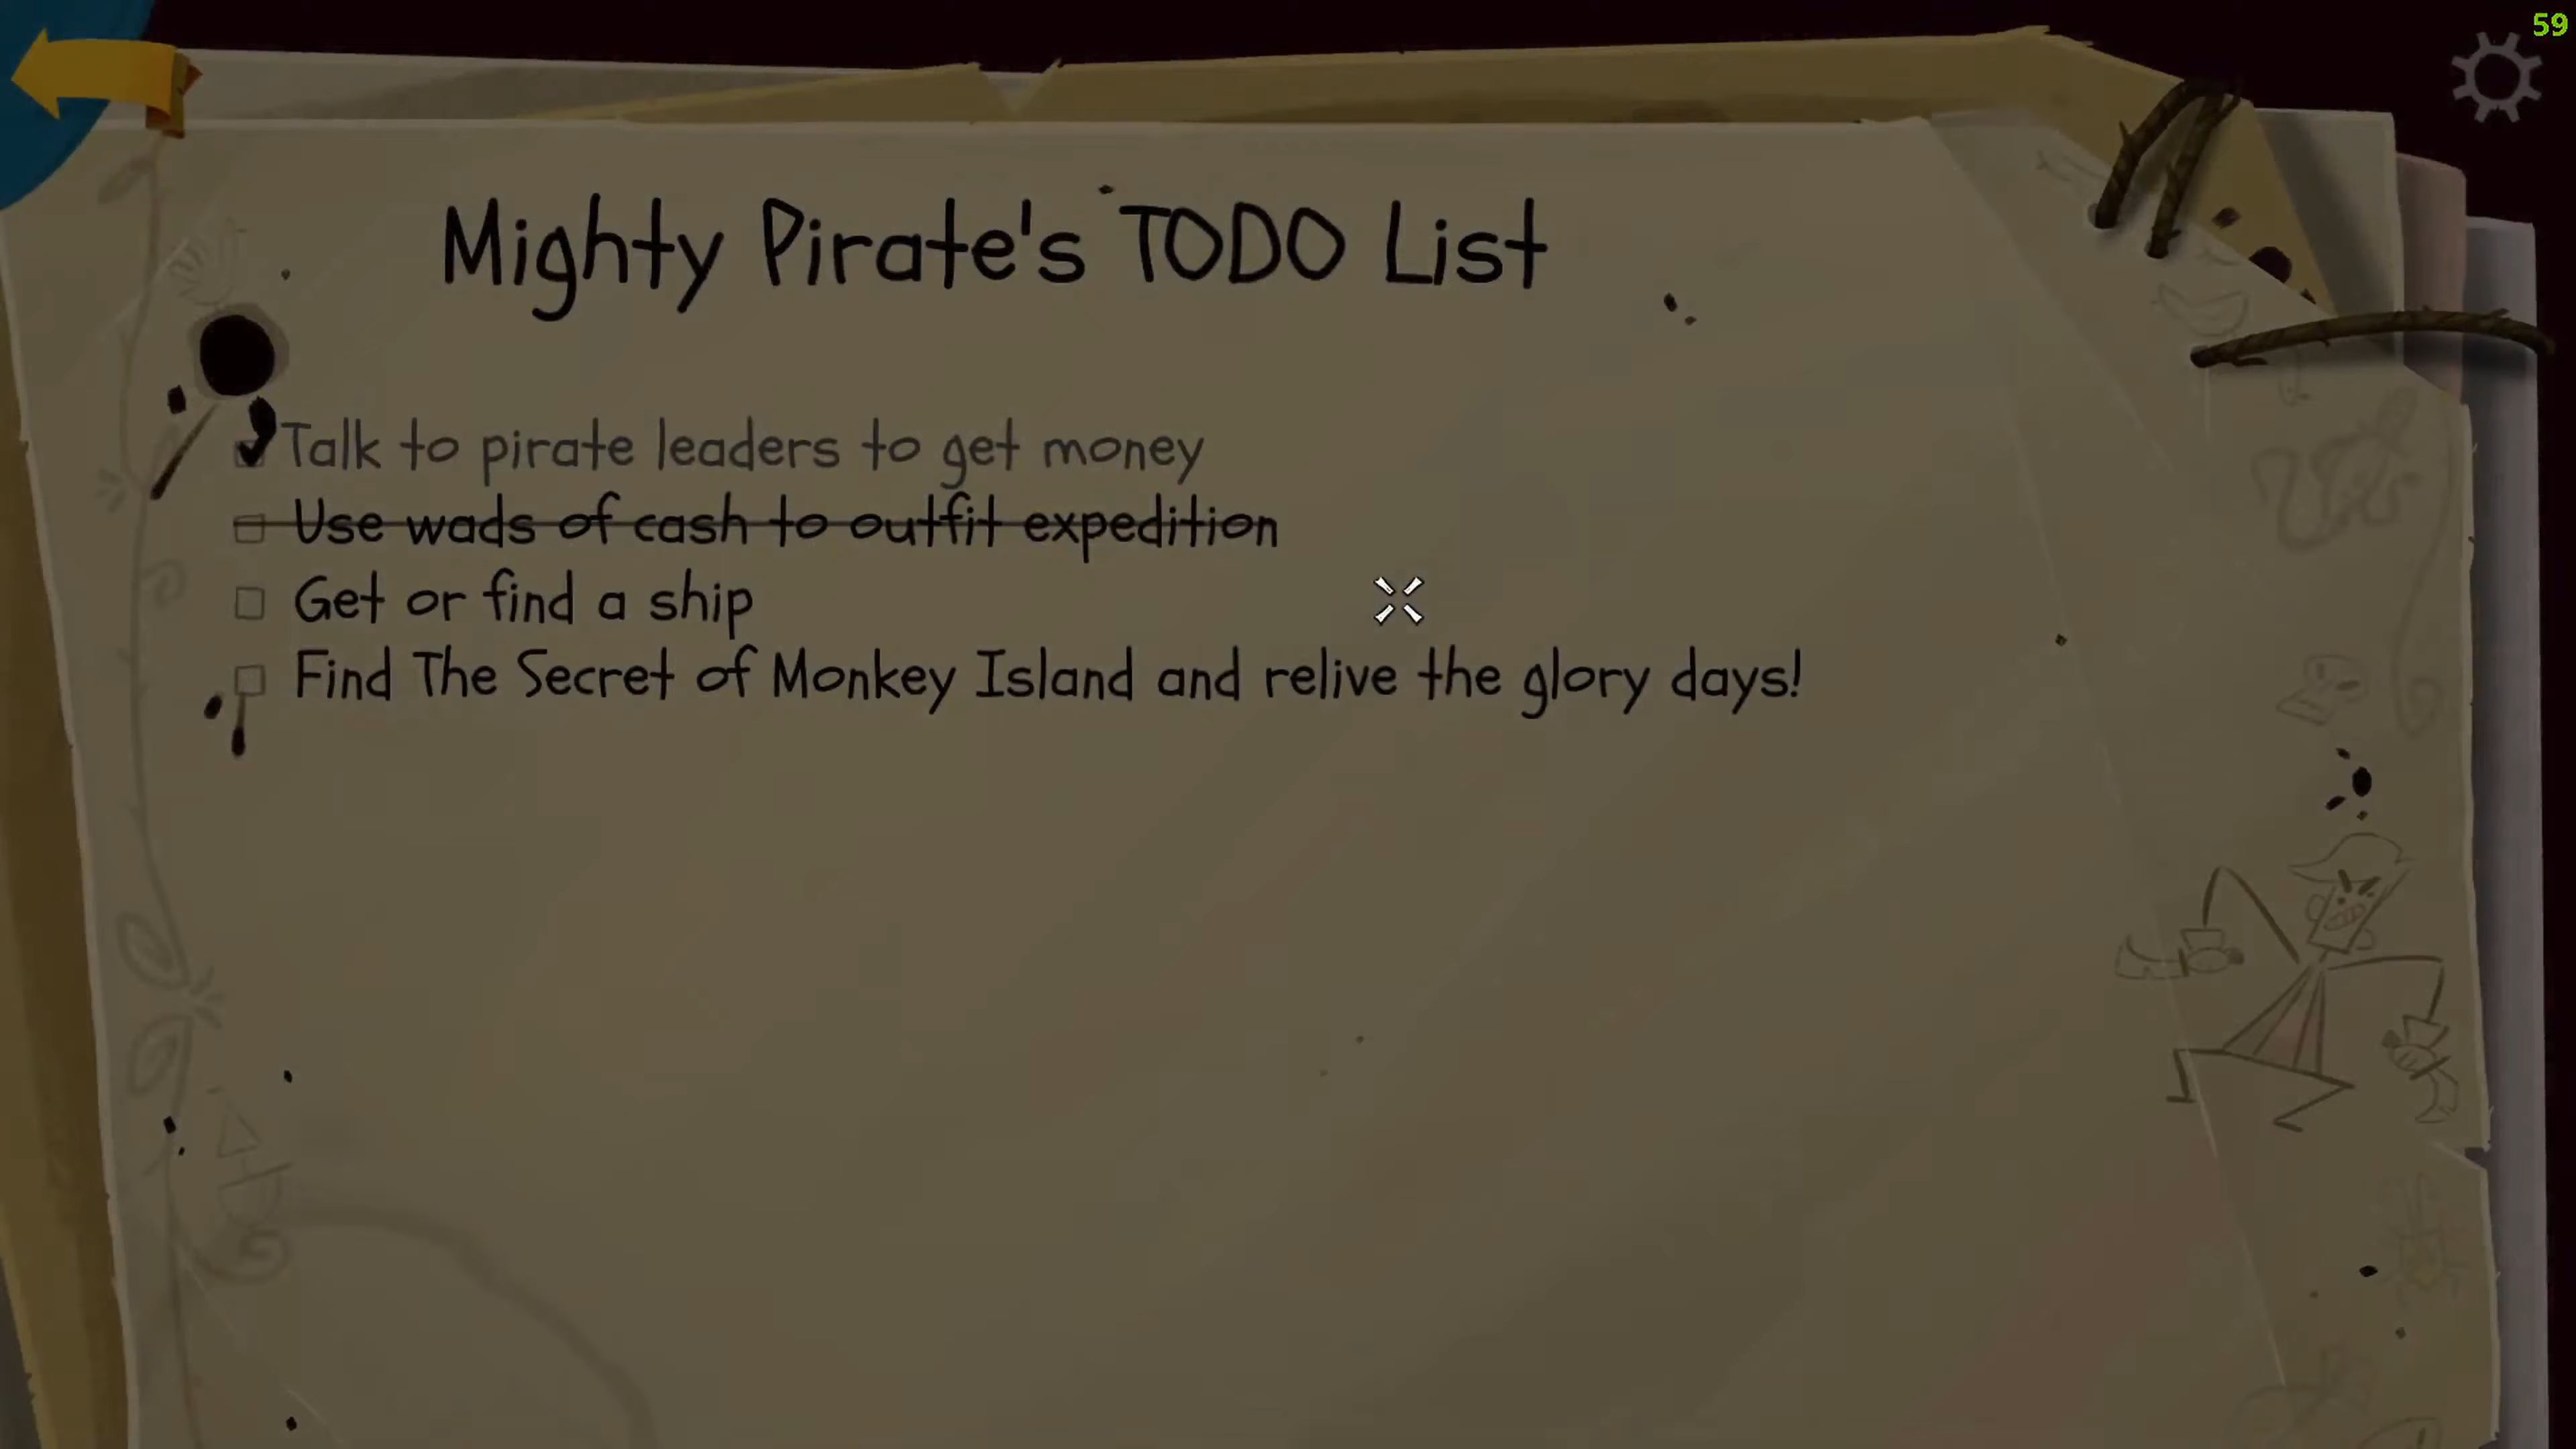 59
Mighty Pirate's TODO List
Talk to pirate leaders to get money
Use wads of cash to outfit expedition
Get or find a ship
Find The Secret of Monkey Island and relive the glory days!